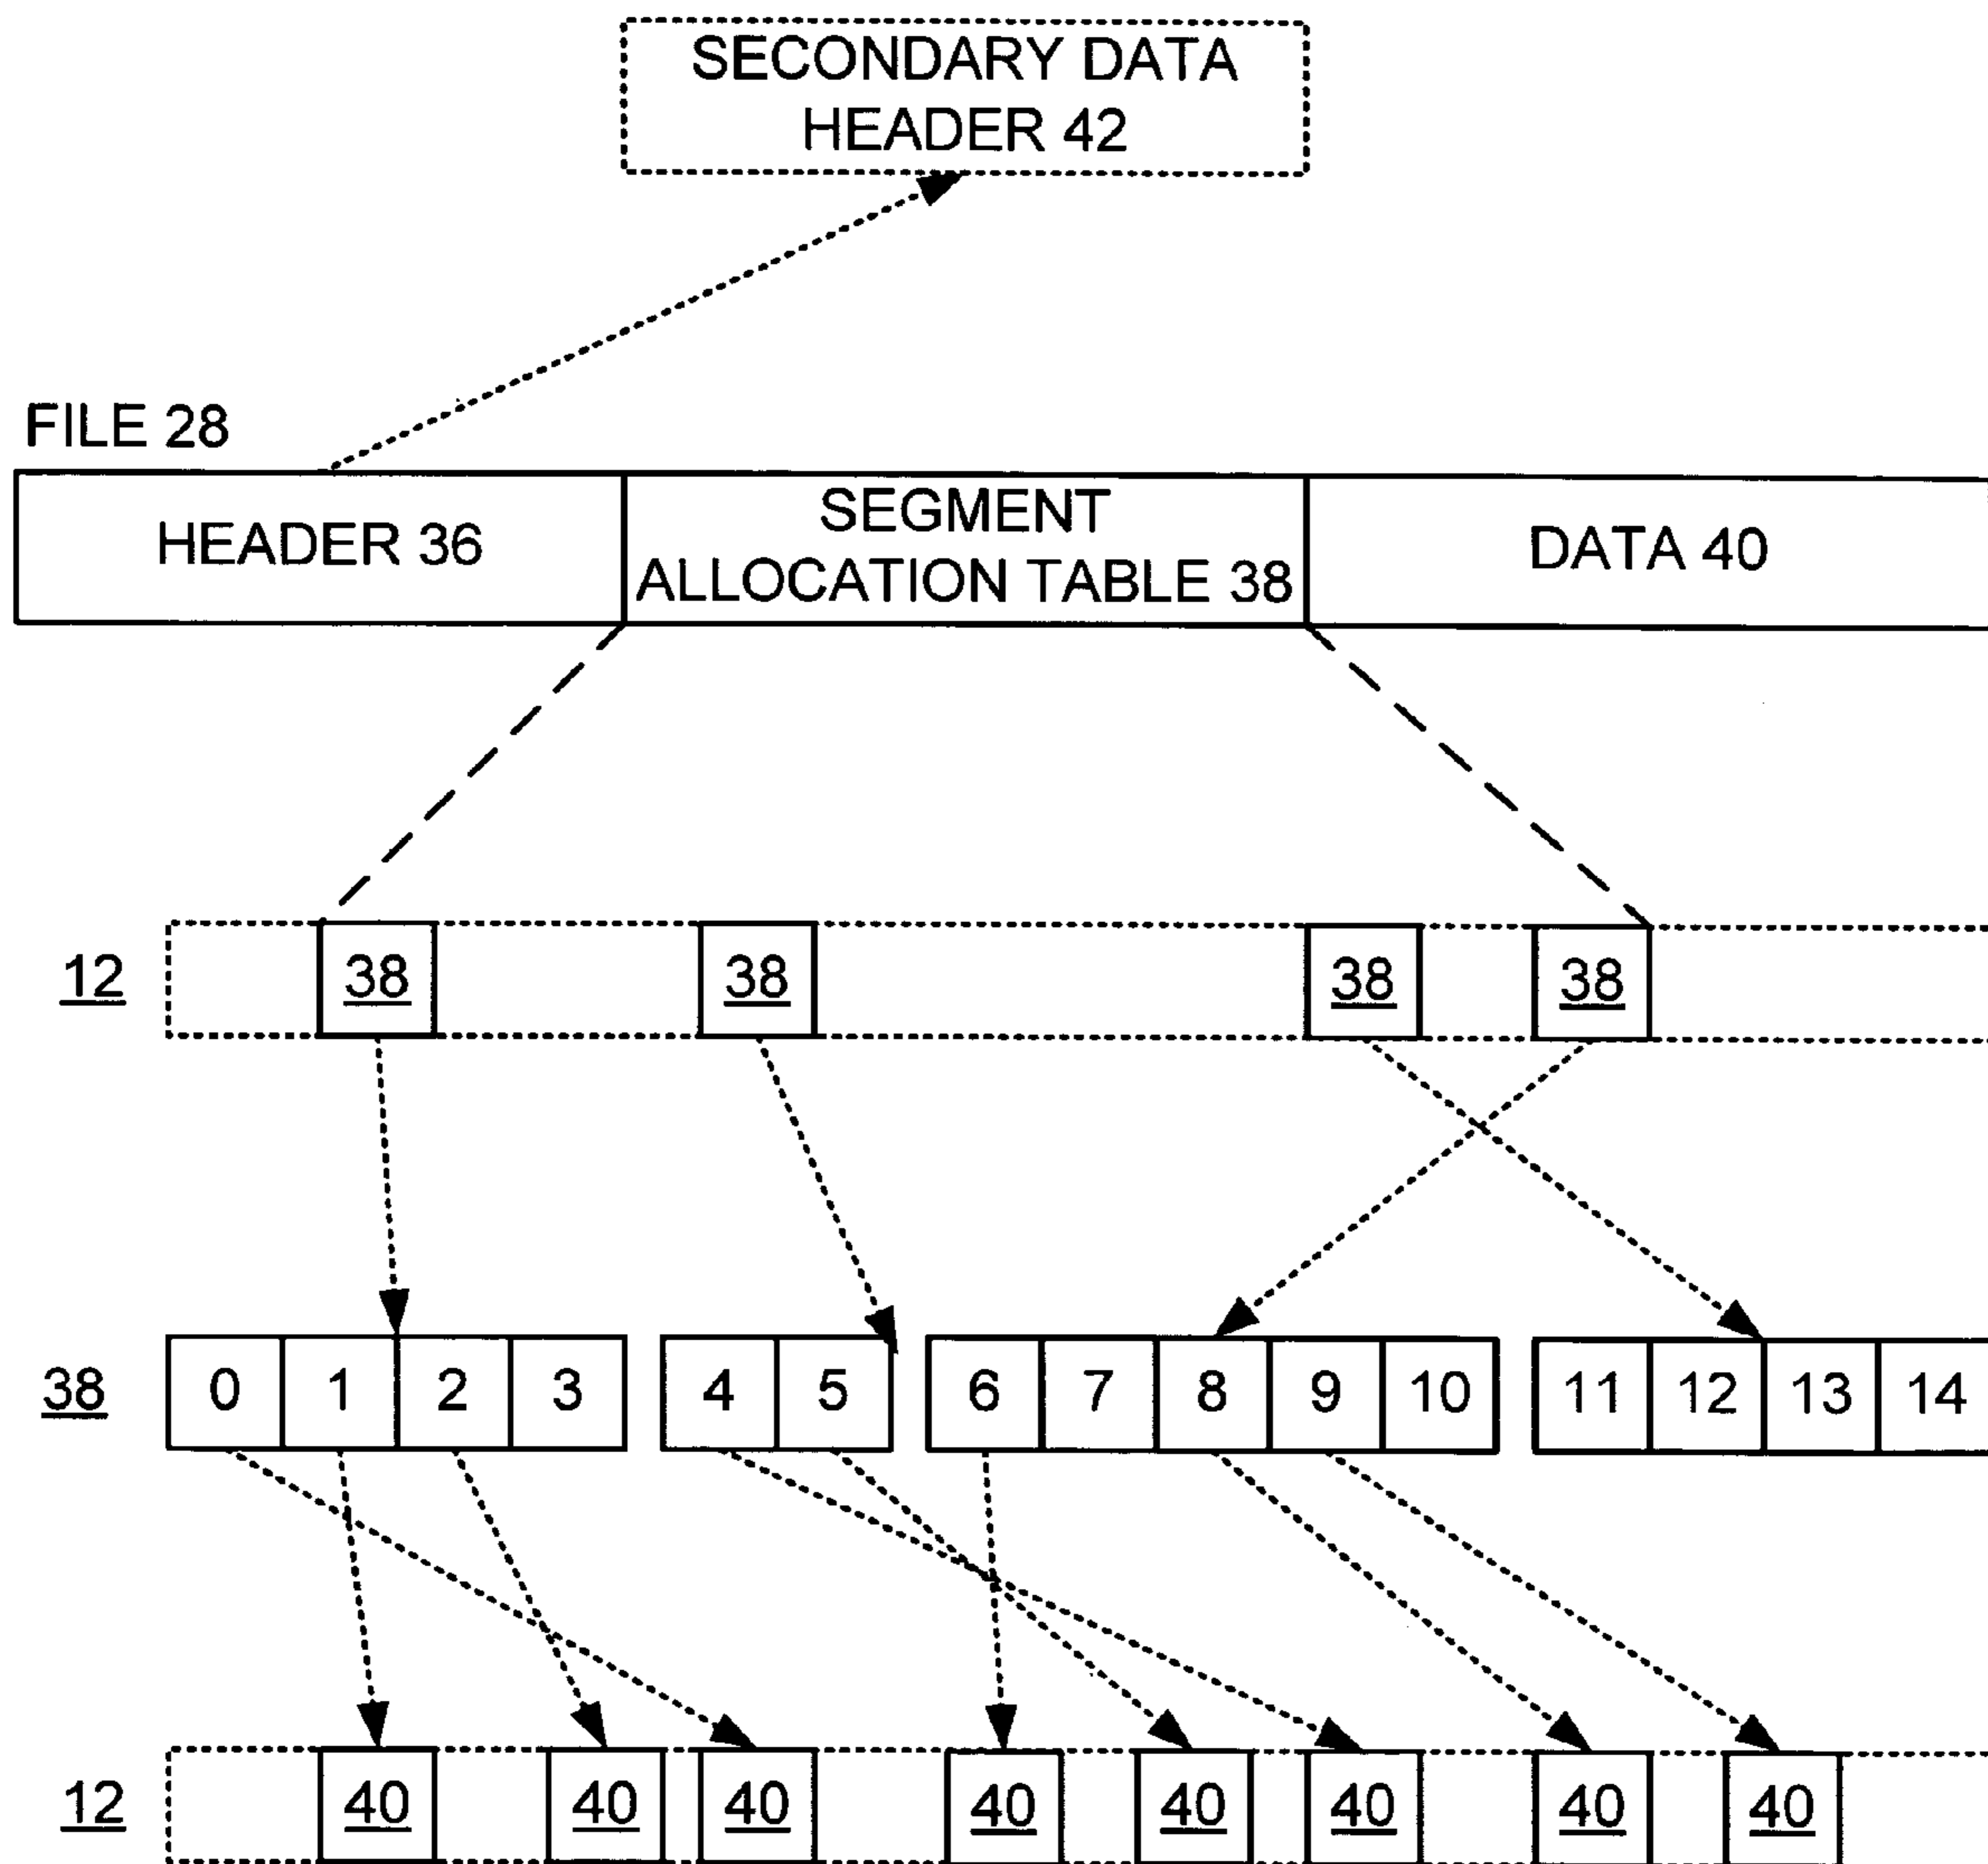 SECONDARY DATA
HEADER 42
FILE 28
HEADER 36
SEGMENT
ALLOCATION TABLE 38
DATA 40
12 38 38 38 38
38 0 1 2 3 4 5 6 7 8 9 10 11 12 13 14
12 40 40 40 40 40 40 40 40